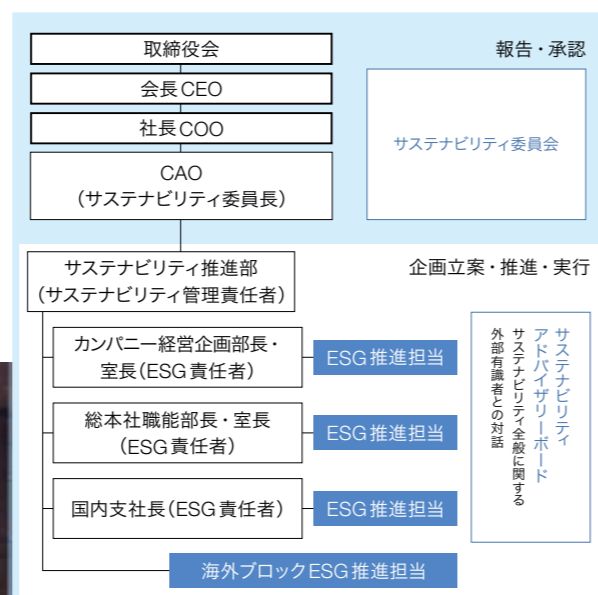 取締役会
報告・承認
会長CEO
社長COO
サステナビリティ委員会
CAO
（サステナビリティ委員長）
サステナビリティ推進部
（サステナビリティ管理責任者）
企画立案・推進・実行
カンパニー経営企画部長・
室長（ESG責任者）
ESG推進担当
総本社職能部長・室長
（ESG責任者）
ESG推進担当
国内支社長（ESG責任者）
ESG推進担当
海外ブロックESG推進担当
サステナビリティ
アドバイザリーボード
サステナビリティ全般に関する
外部有識者との対話